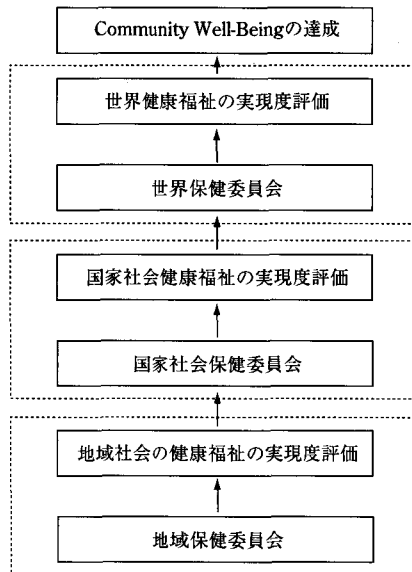 Community Well-Beingの達成
世界健康福祉の実現度評価
世界保健委員会
国家社会健康福祉の実現度評価
国家社会保健委員会
地域社会の健康福祉の実現度評価
地域保健委員会